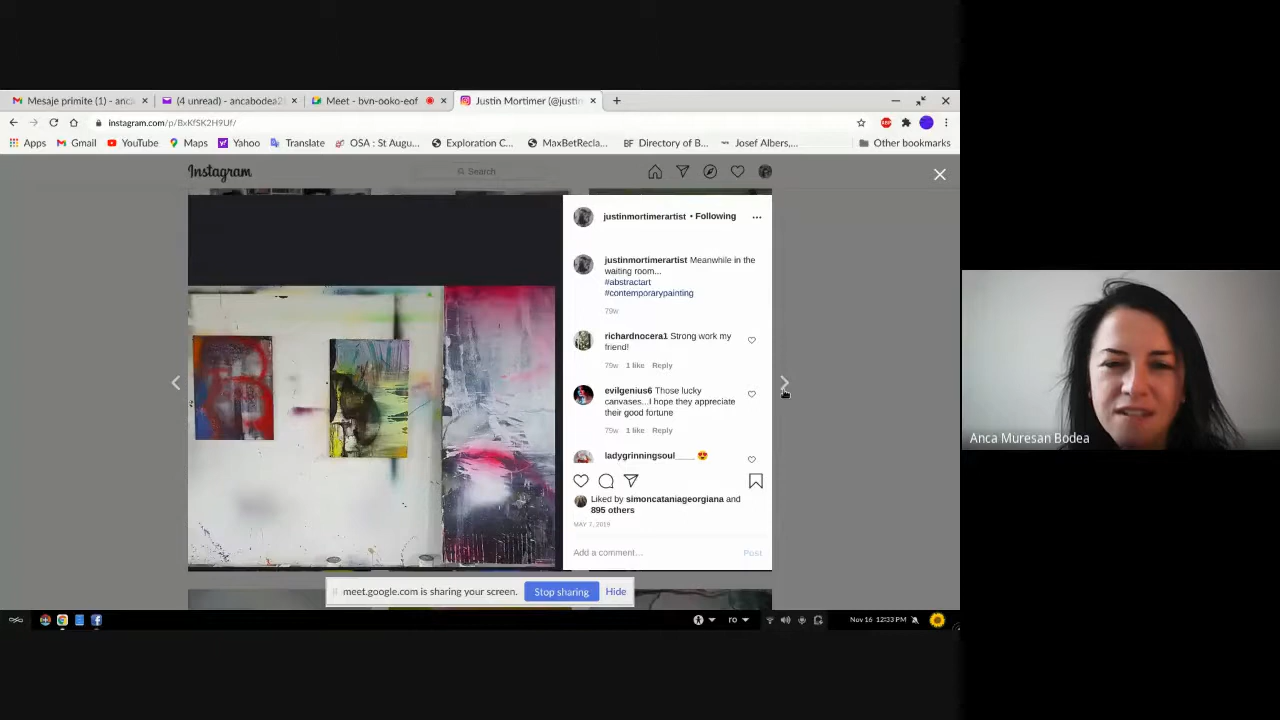 Mesaje primite (1) - anca
(4 unread) - ancabodea2
Meet - bvn-ooko-eof
Justin Mortimer (@justin
instagram.com/p/BxKfSK2H9Uf/
Apps
Gmail
YouTube
Maps
Yahoo
Translate
OSA : St Augu...
Exploration C...
MaxBetRecla...
BF Directory of B...
Josef Albers,...
Other bookmarks
Instagram
Search
justinmortimerartist • Following
justinmortimerartist Meanwhile in the
waiting room...
#abstractart
#contemporarypainting
79w
richardnocera1 Strong work my
friend!
79w 1 like Reply
evilgenius6 Those lucky
canvases...I hope they appreciate
their good fortune
79w 1 like Reply
ladygrinningsoul____ 😍
Liked by simoncataniageorgiana and
895 others
MAY 7, 2019
Add a comment...
Post
meet.google.com is sharing your screen.
Stop sharing
Hide
ro
Nov 16 12:33 PM
Anca Muresan Bodea